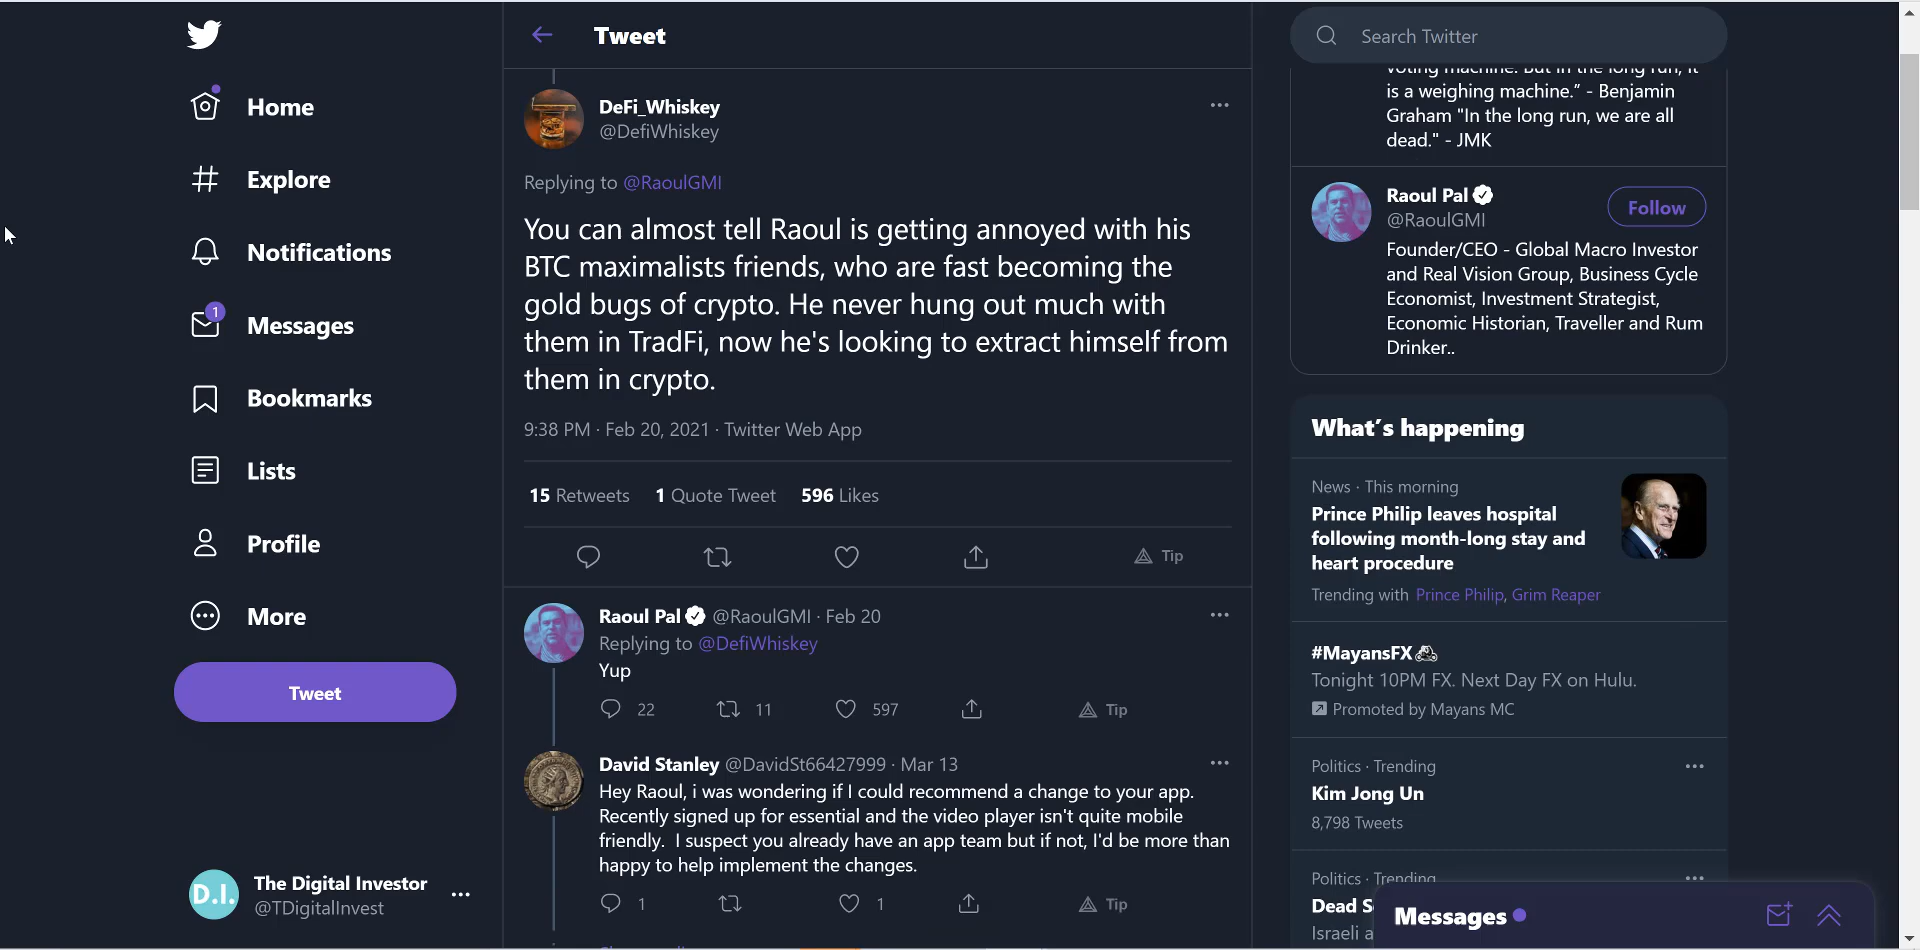 Home
Explore
Notifications
1
Messages
Bookmarks
Lists
Profile
More
Tweet
D.I.
The Digital Investor
@TDigitalInvest
Tweet
DeFi_Whiskey
@DefiWhiskey
Replying to @RaoulGMI
You can almost tell Raoul is getting annoyed with his
BTC maximalists friends, who are fast becoming the
gold bugs of crypto. He never hung out much with
them in TradFi, now he's looking to extract himself from
them in crypto.
9:38 PM · Feb 20, 2021 · Twitter Web App
15 Retweets 1 Quote Tweet 596 Likes
Tip
Raoul Pal @RaoulGMI · Feb 20
Replying to @DefiWhiskey
Yup
22 11 597 Tip
David Stanley @DavidSt66427999 · Mar 13
Hey Raoul, i was wondering if I could recommend a change to your app.
Recently signed up for essential and the video player isn't quite mobile
friendly. I suspect you already have an app team but if not, I'd be more than
happy to help implement the changes.
1 1 Tip
Search Twitter
voting machine. But in the long run, it
is a weighing machine.” - Benjamin
Graham "In the long run, we are all
dead." - JMK
Raoul Pal
@RaoulGMI
Follow
Founder/CEO - Global Macro Investor
and Real Vision Group, Business Cycle
Economist, Investment Strategist,
Economic Historian, Traveller and Rum
Drinker..
What’s happening
News · This morning
Prince Philip leaves hospital
following month-long stay and
heart procedure
Trending with Prince Philip, Grim Reaper
#MayansFX
Tonight 10PM FX. Next Day FX on Hulu.
Promoted by Mayans MC
Politics · Trending
Kim Jong Un
8,798 Tweets
Politics · Trending
Dead S
Israeli a
Messages